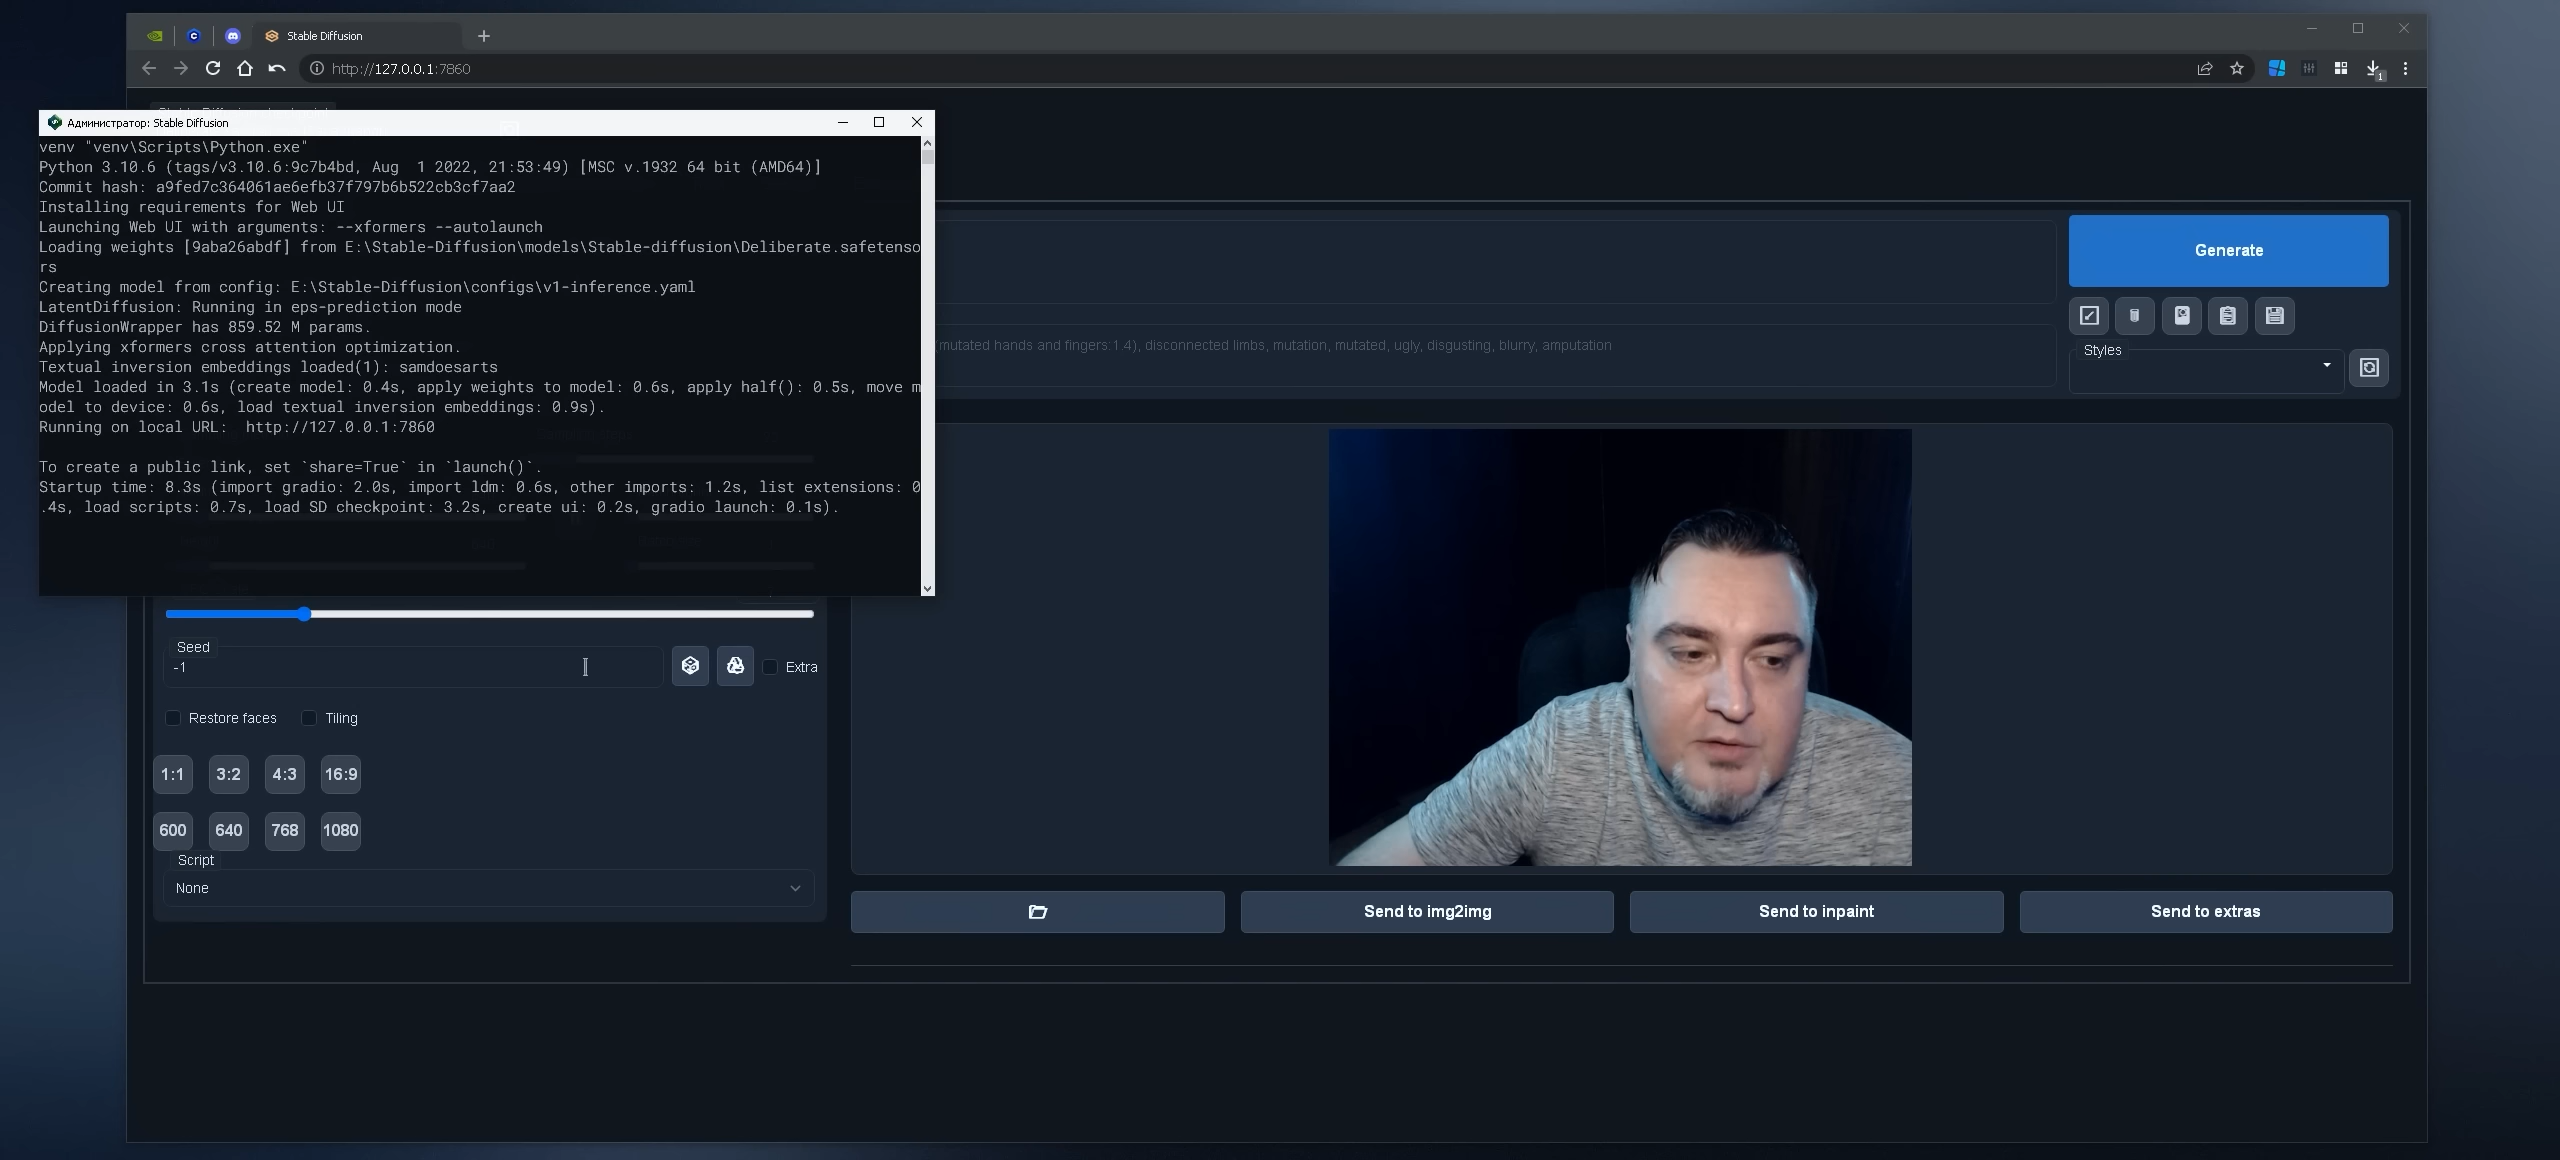 Stable Diffusion
http://127.0.0.1:7860
1
Администратор: Stable Diffusion
venv "venv\Scripts\Python.exe"
Python 3.10.6 (tags/v3.10.6:9c7b4bd, Aug  1 2022, 21:53:49) [MSC v.1932 64 bit (AMD64)]
Commit hash: a9fed7c364061ae6efb37f797b6b522cb3cf7aa2
Installing requirements for Web UI
Launching Web UI with arguments: --xformers --autolaunch
Loading weights [9aba26abdf] from E:\Stable-Diffusion\models\Stable-diffusion\Deliberate.safetenso
rs
Creating model from config: E:\Stable-Diffusion\configs\v1-inference.yaml
LatentDiffusion: Running in eps-prediction mode
DiffusionWrapper has 859.52 M params.
Applying xformers cross attention optimization.
Textual inversion embeddings loaded(1): samdoesarts
Model loaded in 3.1s (create model: 0.4s, apply weights to model: 0.6s, apply half(): 0.5s, move m
odel to device: 0.6s, load textual inversion embeddings: 0.9s).
Running on local URL:  http://127.0.0.1:7860
To create a public link, set `share=True` in `launch()`.
Startup time: 8.3s (import gradio: 2.0s, import ldm: 0.6s, other imports: 1.2s, list extensions: 0
.4s, load scripts: 0.7s, load SD checkpoint: 3.2s, create ui: 0.2s, gradio launch: 0.1s).
Generate
(mutated hands and fingers:1.4), disconnected limbs, mutation, mutated, ugly, disgusting, blurry, amputation
Styles
Seed
-1
Extra
Restore faces
Tiling
1:1 3:2 4:3 16:9
600 640 768 1080
Script
None
Send to img2img
Send to inpaint
Send to extras